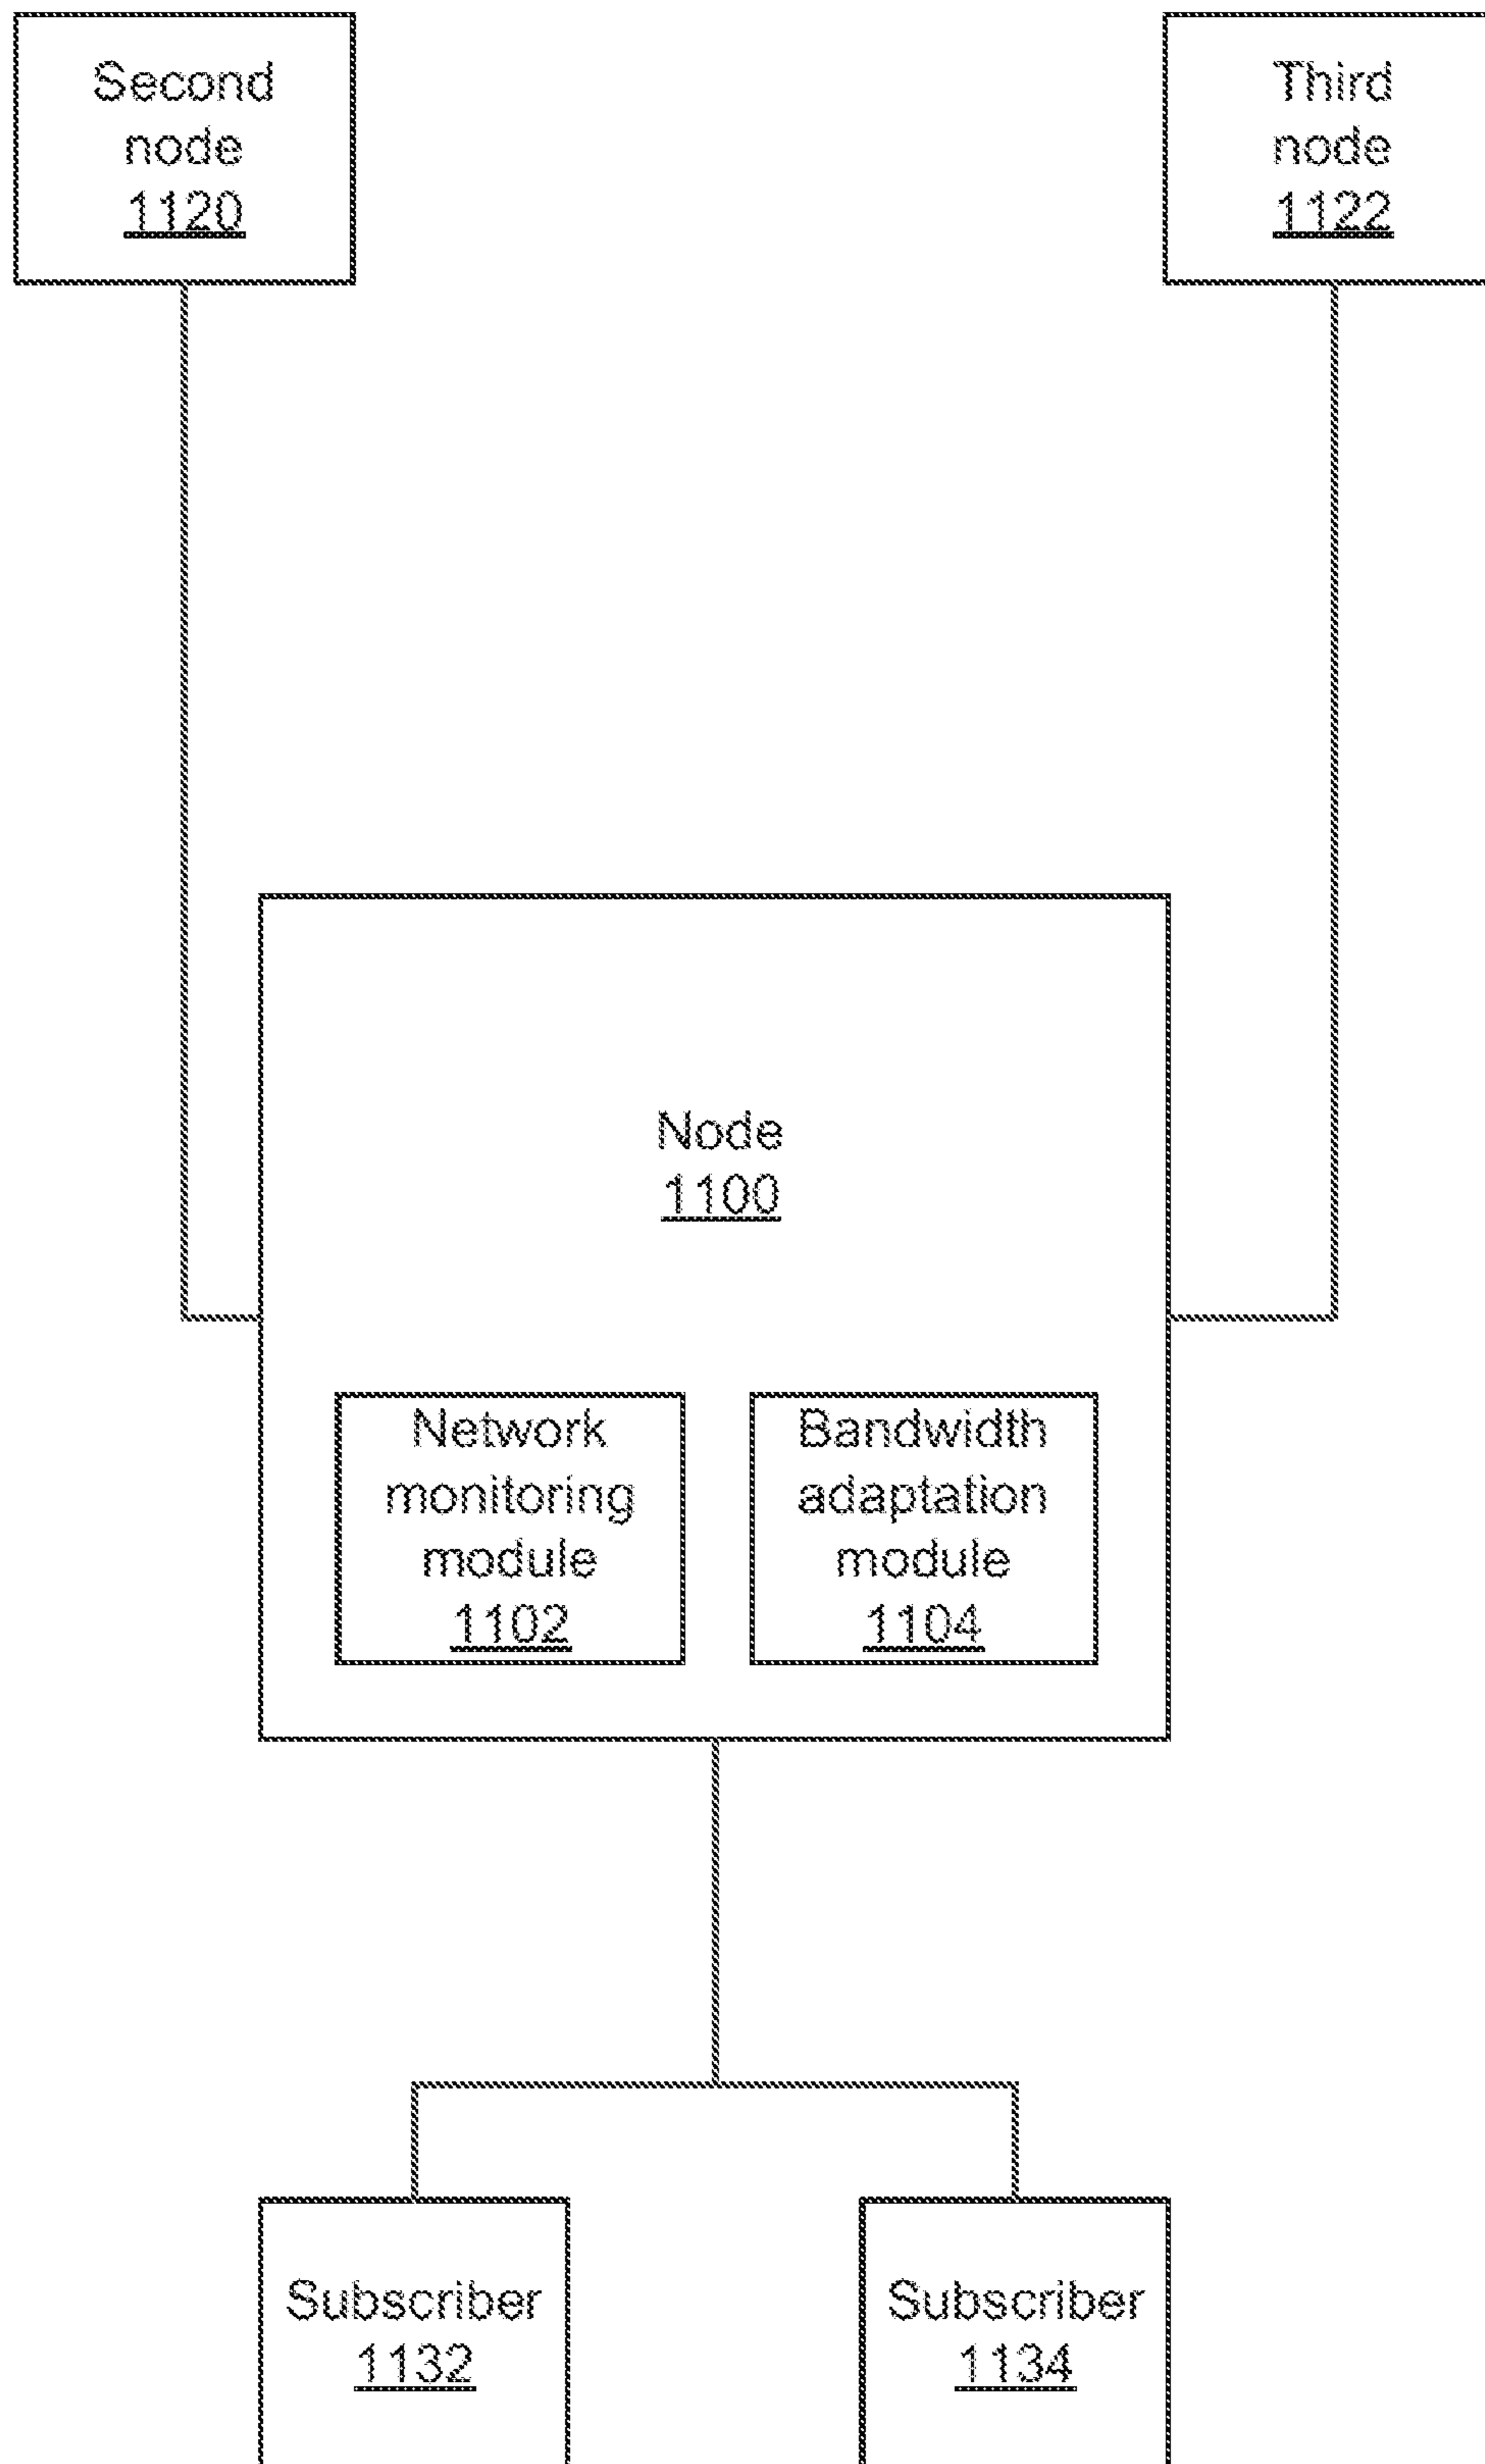 Second
node
1120
Third
node
1122
Node
1100
Network
monitoring
module
1102
Bandwidth
adaptation
module
1104
Subscriber
1132
Subscriber
1134